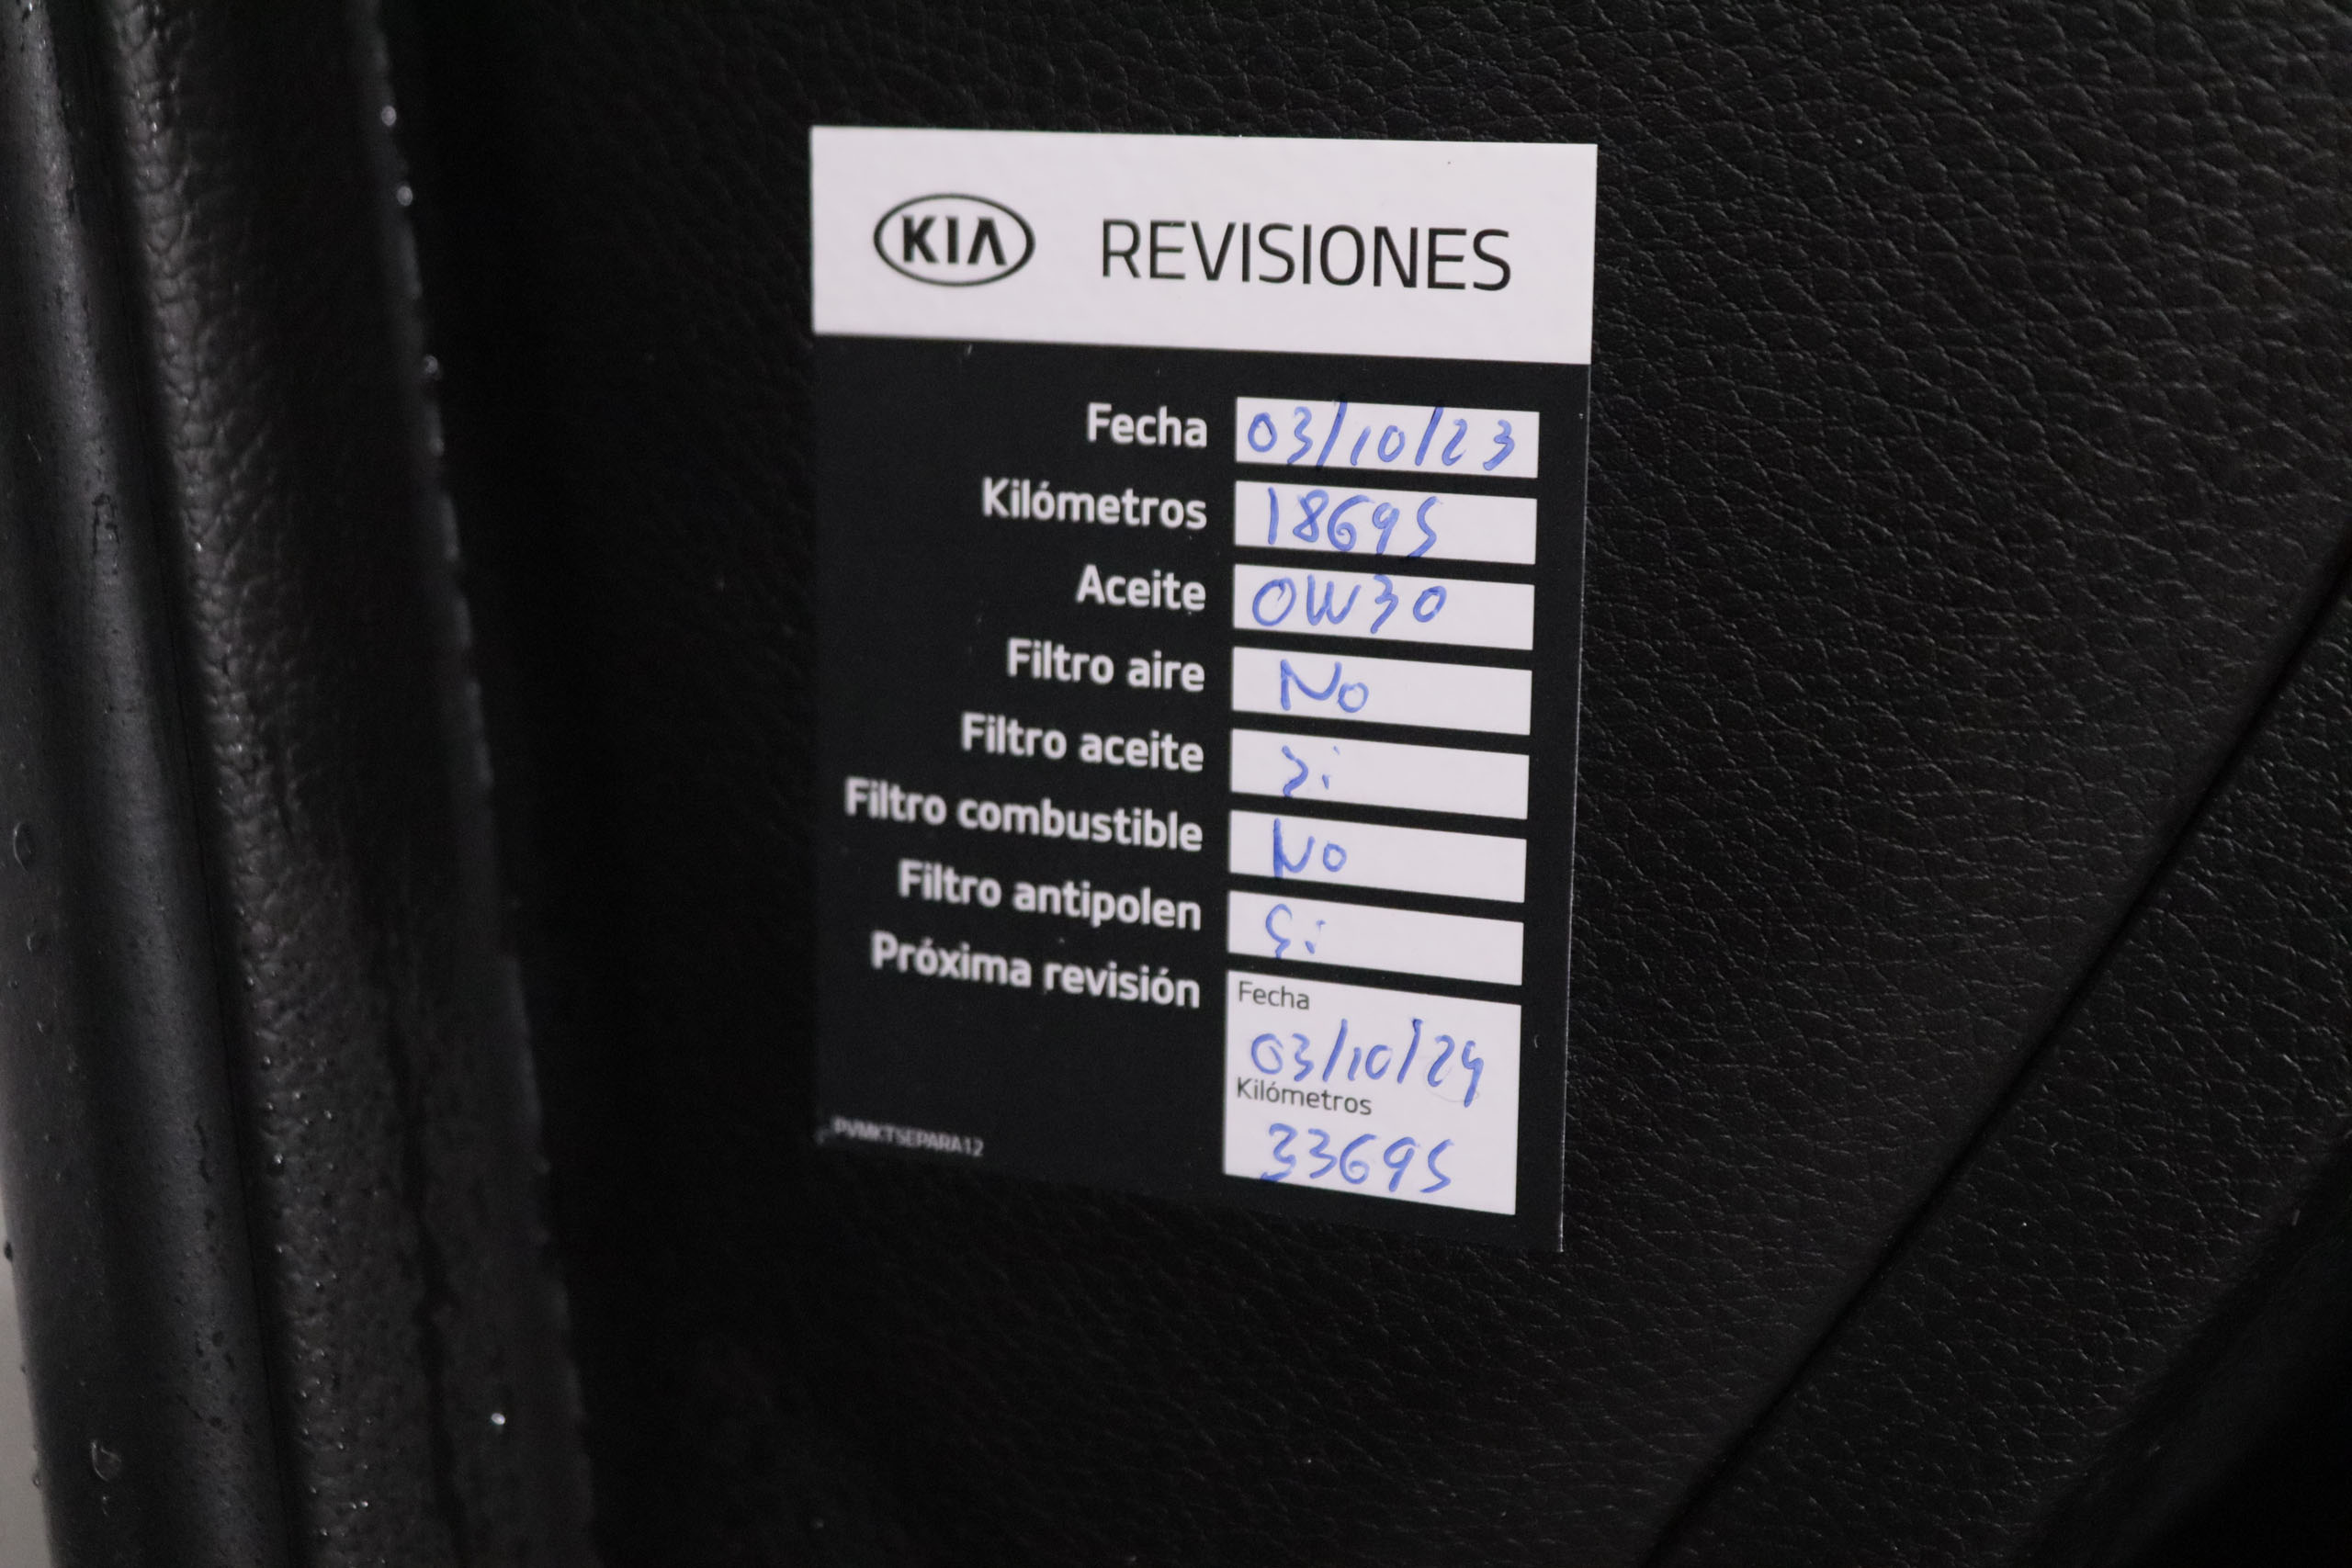 KIA REVISIONES
Fecha 03/10/23
Kilómetros 18695
Aceite 0W30
Filtro aire No
Filtro aceite Si
Filtro combustible No
Filtro antipolen Si
Próxima revisión
Fecha
03/10/24
Kilómetros
33695
PVMKTSEPARA12